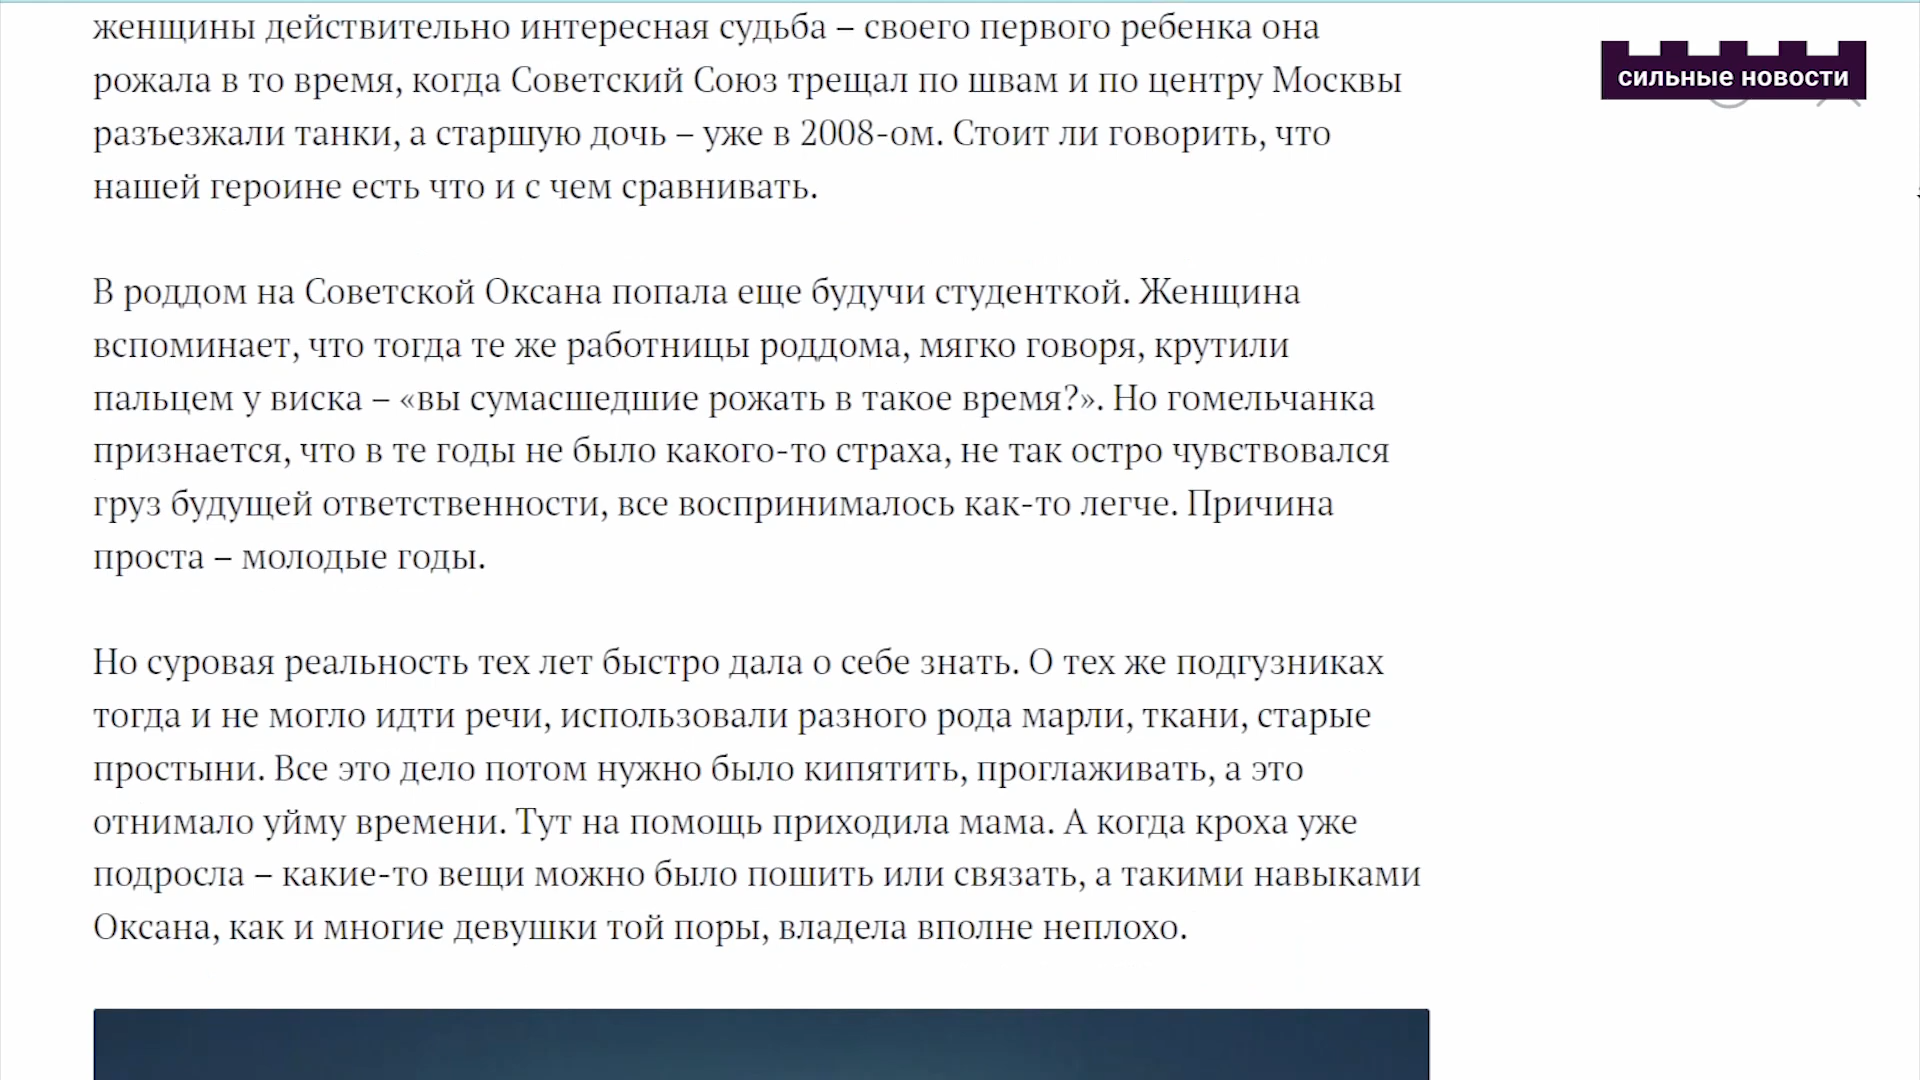 женщины действительно интересная судьба – своего первого ребенка она
рожала в то время, когда Советский Союз трещал по швам и по центру Москвы
разъезжали танки, а старшую дочь – уже в 2008-ом. Стоит ли говорить, что
нашей героине есть что и с чем сравнивать.
сильные новости
В роддом на Советской Оксана попала еще будучи студенткой. Женщина
вспоминает, что тогда те же работницы роддома, мягко говоря, крутили
пальцем у виска – «вы сумасшедшие рожать в такое время?». Но гомельчанка
признается, что в те годы не было какого-то страха, не так остро чувствовался
груз будущей ответственности, все воспринималось как-то легче. Причина
проста – молодые годы.
Но суровая реальность тех лет быстро дала о себе знать. О тех же подгузниках
тогда и не могло идти речи, использовали разного рода марли, ткани, старые
простыни. Все это дело потом нужно было кипятить, проглаживать, а это
отнимало уйму времени. Тут на помощь приходила мама. А когда кроха уже
подросла – какие-то вещи можно было пошить или связать, а такими навыками
Оксана, как и многие девушки той поры, владела вполне неплохо.